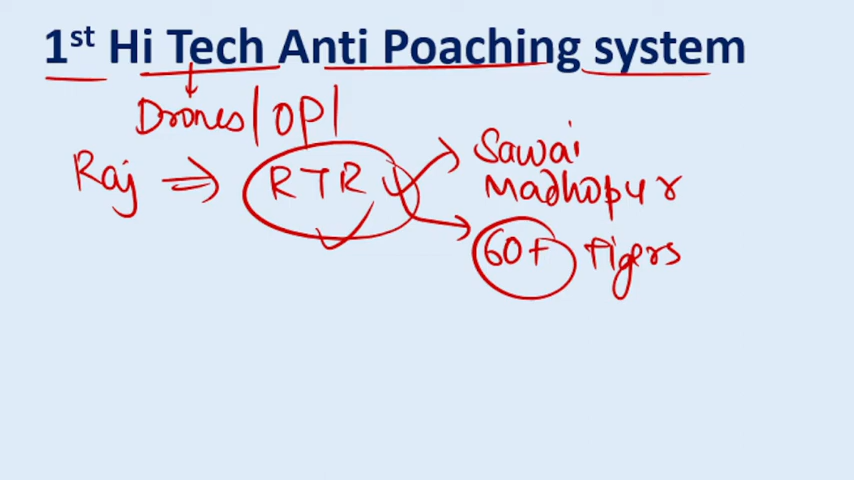 1st Hi Tech Anti Poaching system
Drones | OP |
Raj ⇒ RTR
Sawai
Madhopur
60+ Tigers